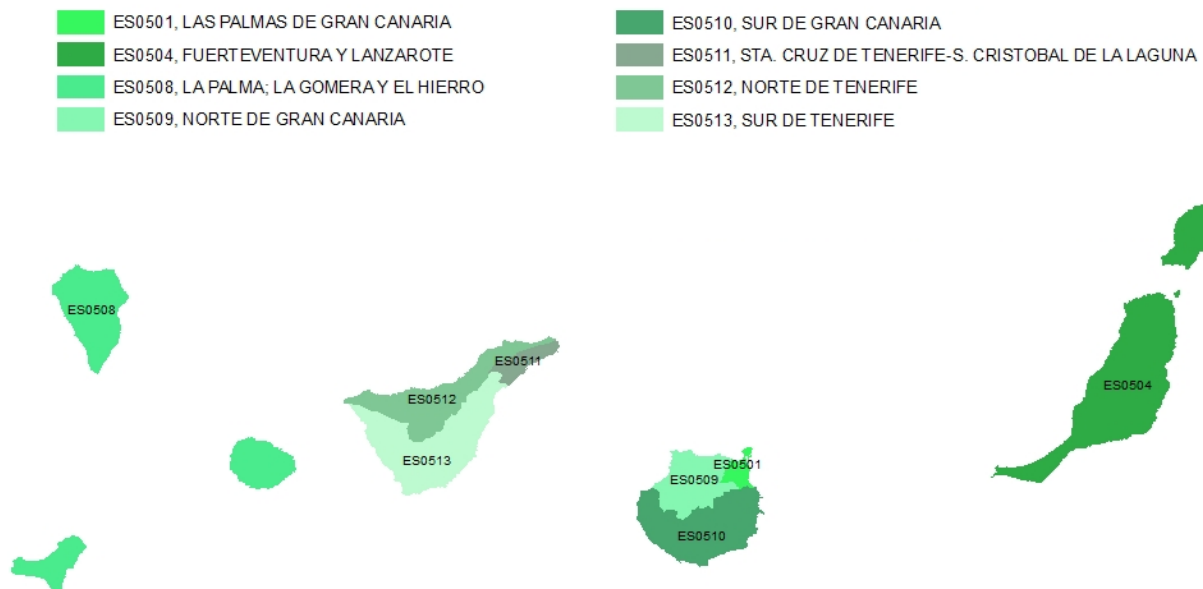 ES0501, LAS PALMAS DE GRAN CANARIA
ES0504, FUERTEVENTURA Y LANZAROTE
ES0508, LA PALMA; LA GOMERA Y EL HIERRO
ES0509, NORTE DE GRAN CANARIA
ES0510, SUR DE GRAN CANARIA
ES0511, STA. CRUZ DE TENERIFE-S. CRISTOBAL DE LA LAGUNA
ES0512, NORTE DE TENERIFE
ES0513, SUR DE TENERIFE
ES0508
ES0511
ES0512
ES0504
ES0513
ES0501
ES0509
ES0510